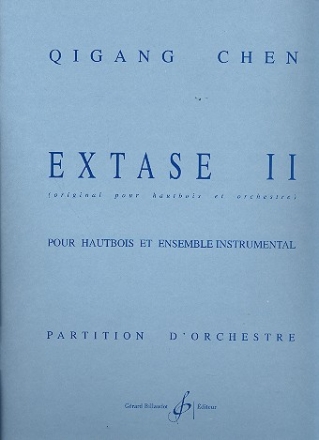 QIGANG CHEN
EXTASE II
(original pour hautbois et orchestre)
POUR HAUTBOIS ET ENSEMBLE INSTRUMENTAL
PARTITION D'ORCHESTRE
Gérard Billaudot Éditeur